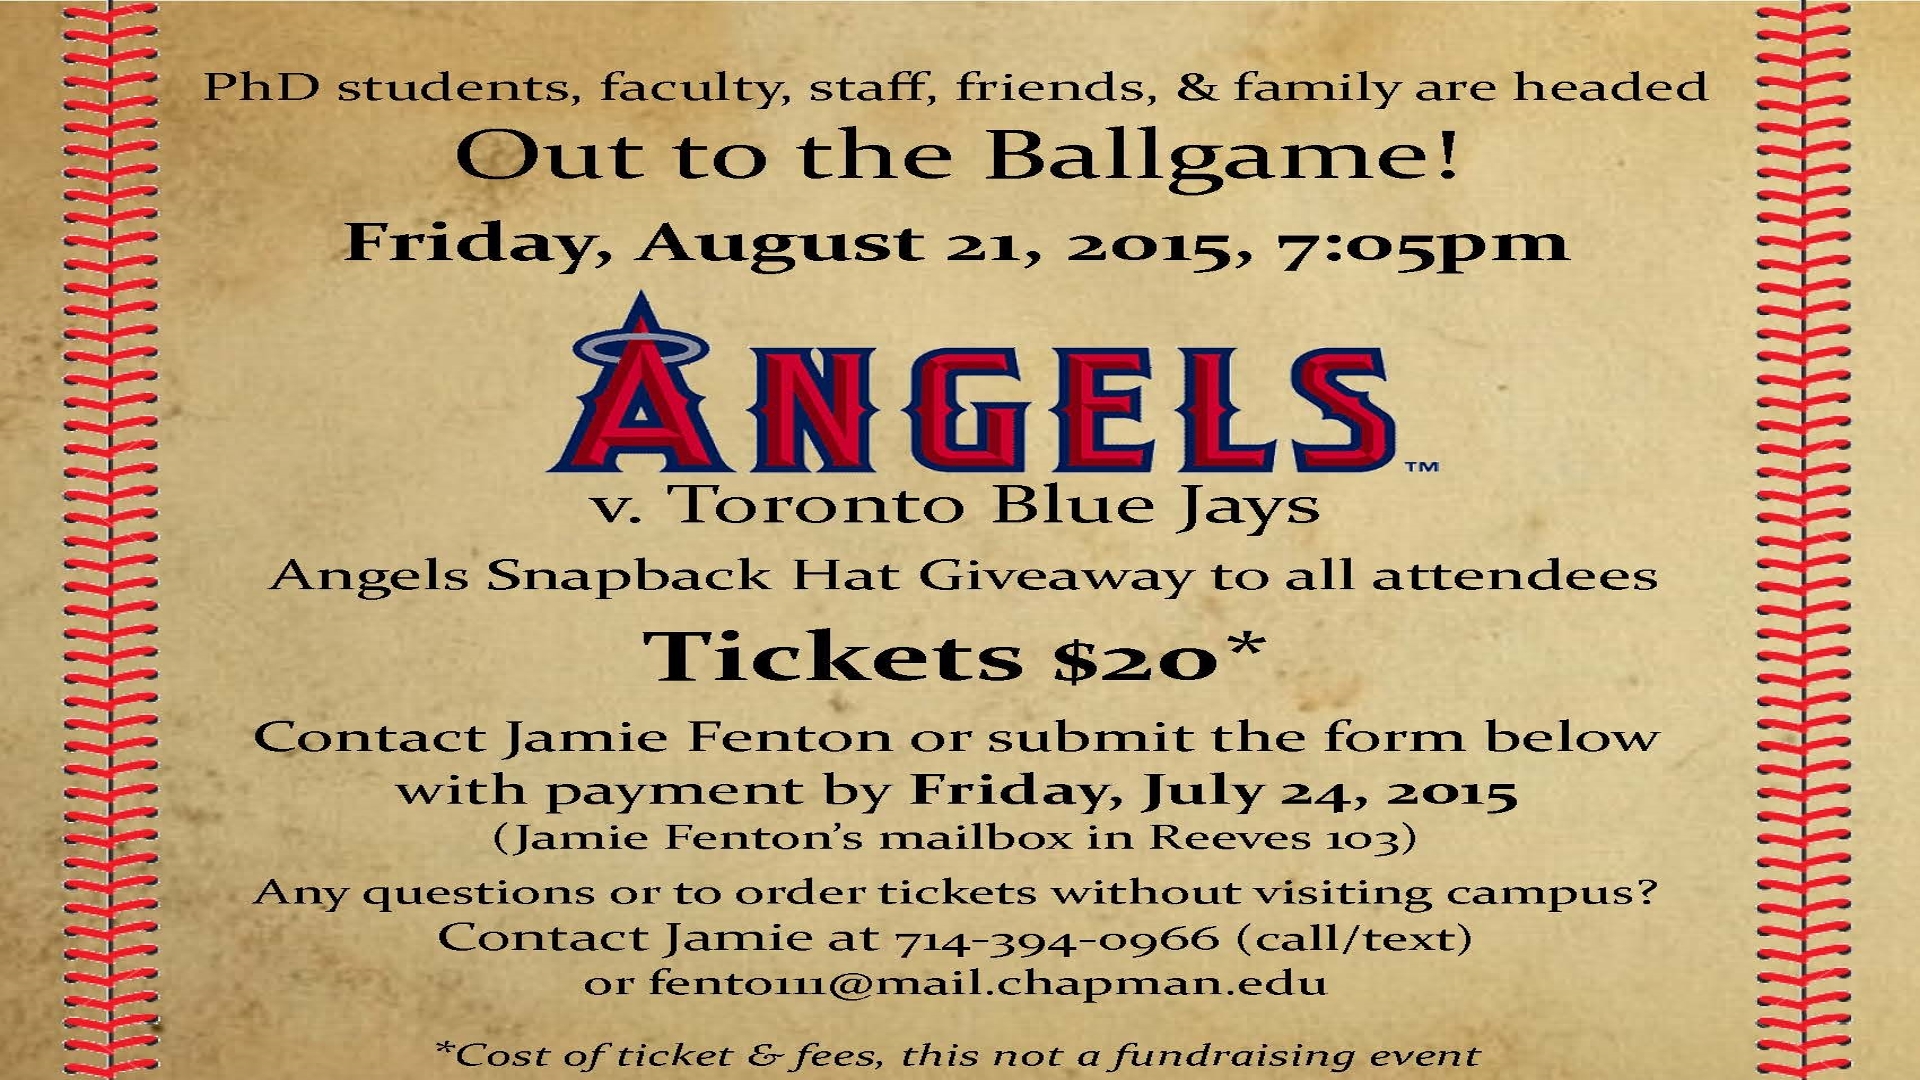 PhD students, faculty, staff, friends, & family are headed
Out to the Ballgame!
Friday, August 21, 2015, 7:05pm
ANGELS™
v. Toronto Blue Jays
Angels Snapback Hat Giveaway to all attendees
Tickets $20*
Contact Jamie Fenton or submit the form below
with payment by Friday, July 24, 2015
(Jamie Fenton’s mailbox in Reeves 103)
Any questions or to order tickets without visiting campus?
Contact Jamie at 714-394-0966 (call/text)
or fento111@mail.chapman.edu
*Cost of ticket & fees, this not a fundraising event